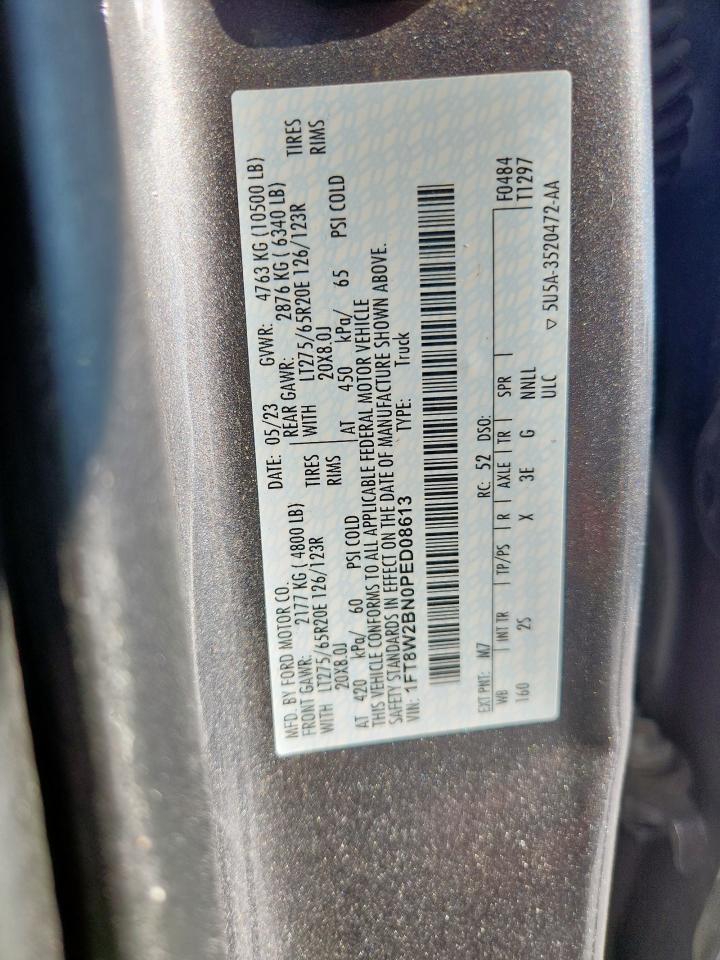 MFD. BY FORD MOTOR CO.
DATE: 05/23 GVWR: 4763 KG (10500 LB)
FRONT GAWR: 2177 KG ( 4800 LB) REAR GAWR: 2876 KG ( 6340 LB)
WITH LT275/65R20E 126/123R TIRES WITH LT275/65R20E 126/123R TIRES
20X8.0J RIMS 20X8.0J RIMS
AT 420 kPa/ 60 PSI COLD AT 450 kPa/ 65 PSI COLD
THIS VEHICLE CONFORMS TO ALL APPLICABLE FEDERAL MOTOR VEHICLE
SAFETY STANDARDS IN EFFECT ON THE DATE OF MANUFACTURE SHOWN ABOVE.
VIN: 1FT8W2BN0PED08613 TYPE: Truck
EXT PNT: M7 RC: 52 DSO:
WB INT TR TP/PS R AXLE TR SPR F0484
160 2S X 3E G NNLL T1297
ULC ▽ 5U5A-3520472-AA